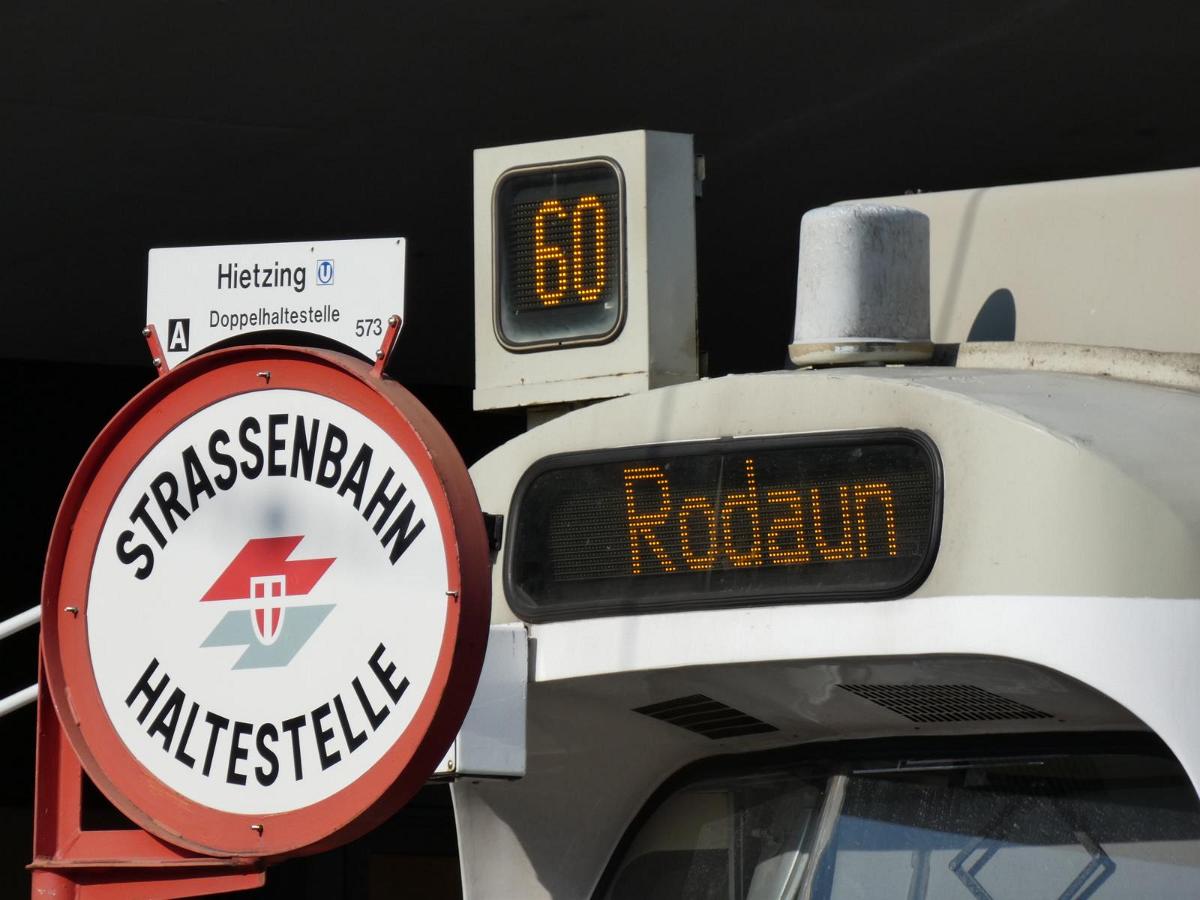 Hietzing U
Doppelhaltestelle
A
573
STRASSENBAHN
HALTESTELLE
60
Rodaun